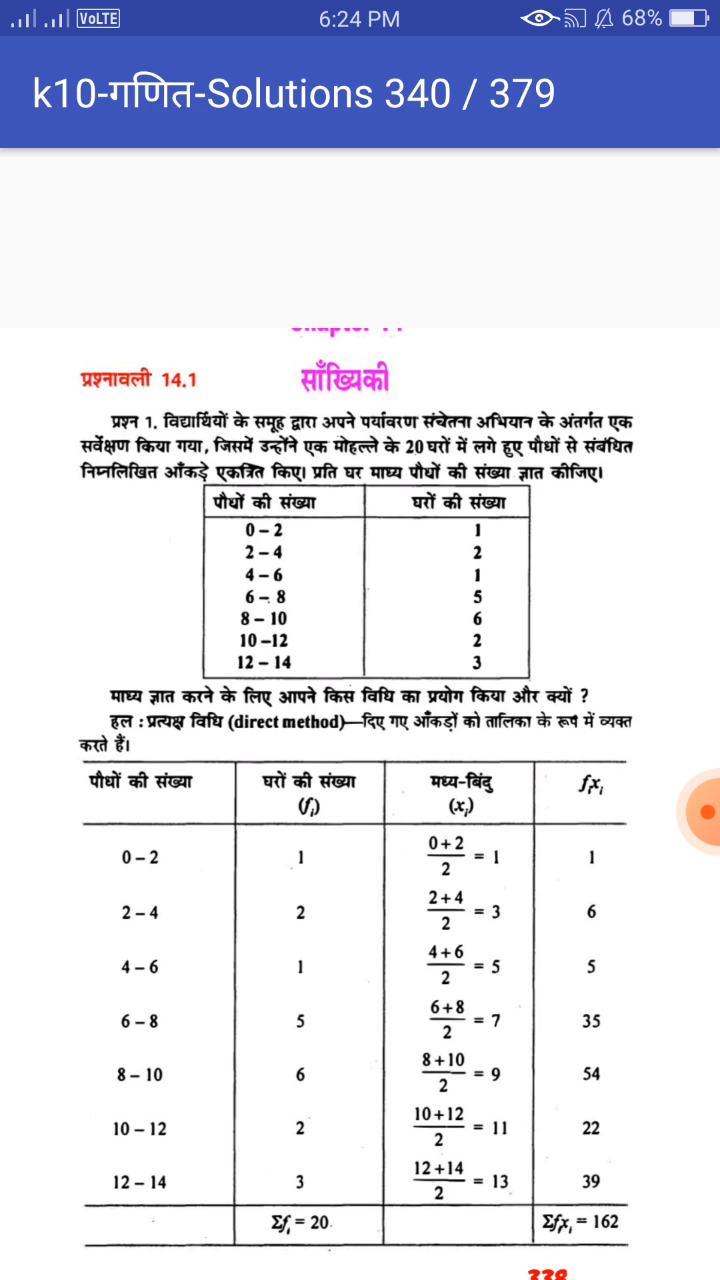 VoLTE 6:24 PM 68%
k10-गणित-Solutions 340 / 379
प्रश्नावली 14.1 साँख्यिकी
प्रश्न 1. विद्यार्थियों के समूह द्वारा अपने पर्यावरण संचेतना अभियान के अंतर्गत एक
सर्वेक्षण किया गया, जिसमें उन्होंने एक मोहल्ले के 20 घरों में लगे हुए पौधों से संबंधित
निम्नलिखित आँकड़े एकत्रित किए। प्रति घर माध्य पौधों की संख्या ज्ञात कीजिए।
पौधों की संख्या घरों की संख्या
0 – 2 1
2 – 4 2
4 – 6 1
6 – 8 5
8 – 10 6
10 –12 2
12 – 14 3
माध्य ज्ञात करने के लिए आपने किस विधि का प्रयोग किया और क्यों ?
हल : प्रत्यक्ष विधि (direct method)—दिए गए आँकड़ों को तालिका के रूप में व्यक्त
करते हैं।
पौधों की संख्या घरों की संख्या (fᵢ) मध्य-बिंदु (xᵢ) fᵢxᵢ
0 – 2 1 (0+2)/2 = 1 1
2 – 4 2 (2+4)/2 = 3 6
4 – 6 1 (4+6)/2 = 5 5
6 – 8 5 (6+8)/2 = 7 35
8 – 10 6 (8+10)/2 = 9 54
10 – 12 2 (10+12)/2 = 11 22
12 – 14 3 (12+14)/2 = 13 39
Σfᵢ = 20 Σfᵢxᵢ = 162
338